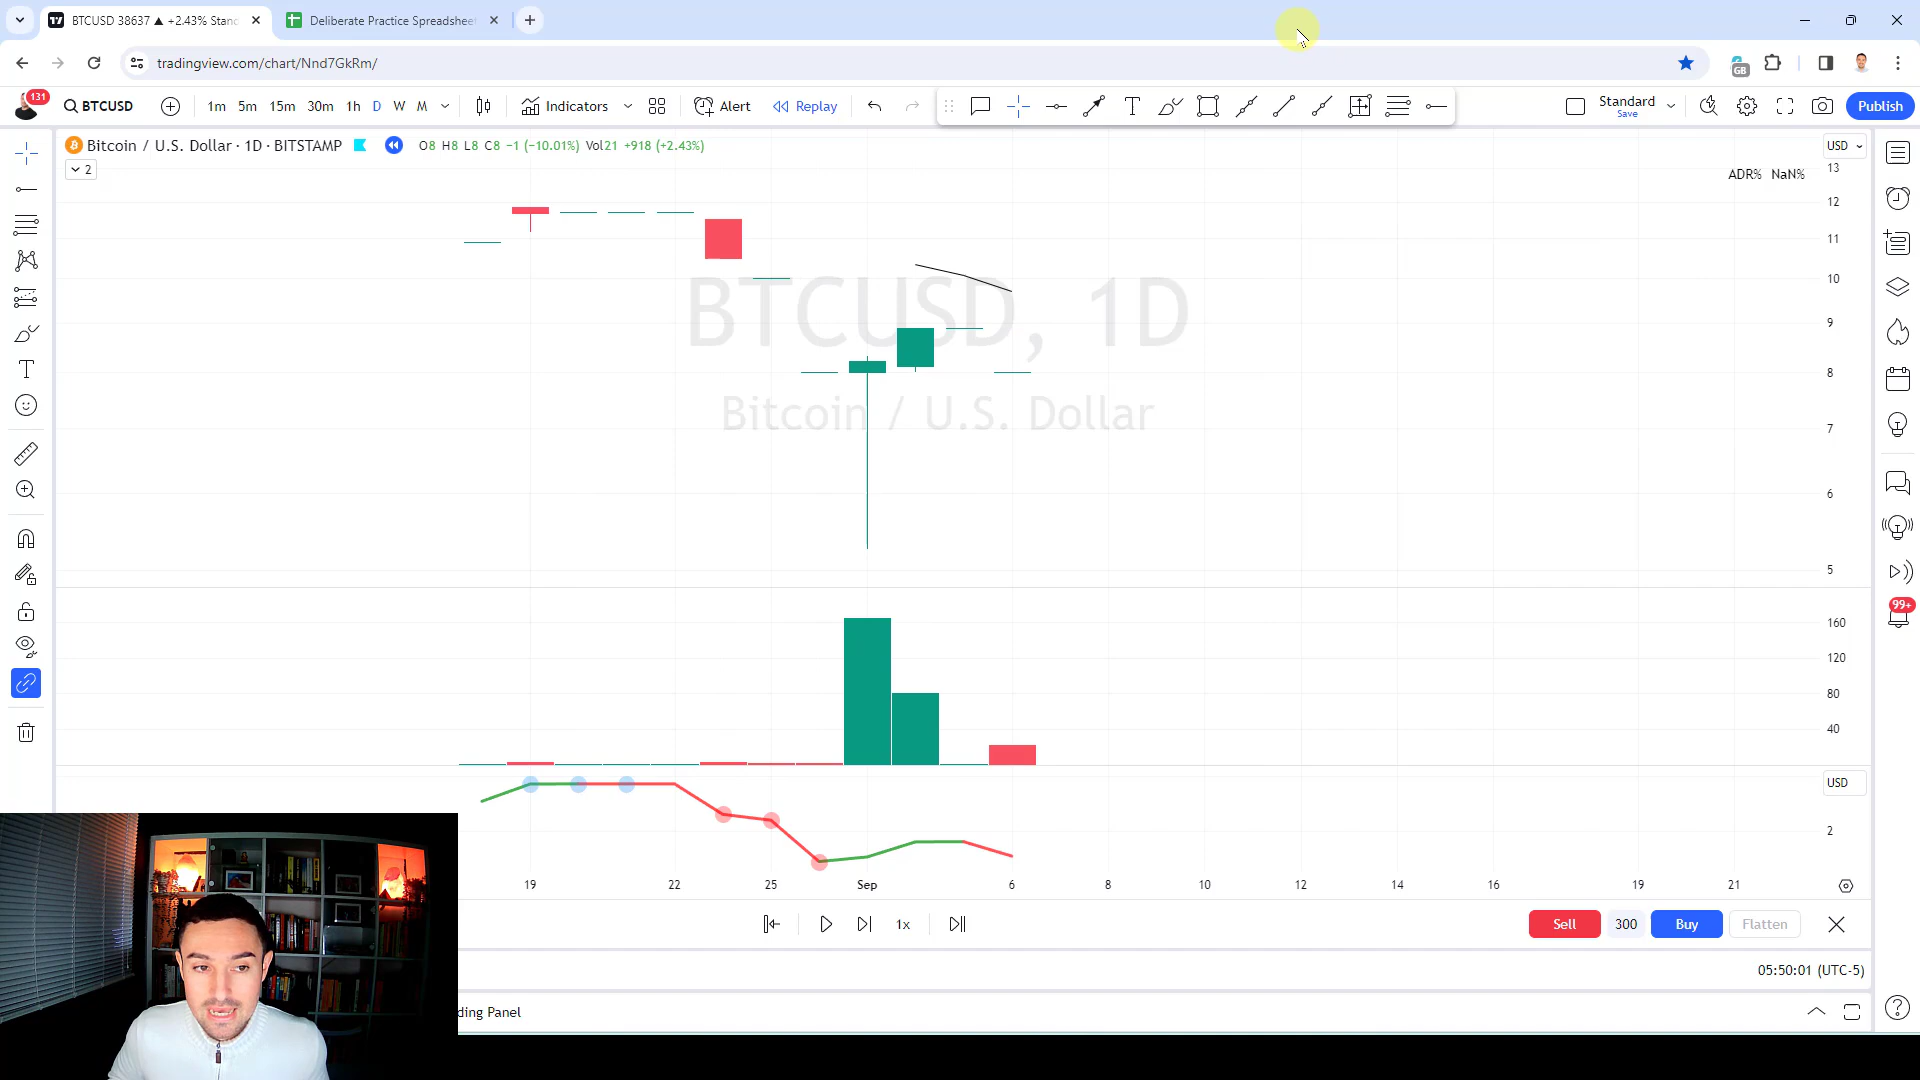 BTCUSD 38637 ▲ +2.43% Stanc
Deliberate Practice Spreadshee
tradingview.com/chart/Nnd7GkRm/
GB
131
BTCUSD
1m 5m 15m 30m 1h D W M
Indicators
Alert
Replay
Standard
Save
Publish
Bitcoin / U.S. Dollar · 1D · BITSTAMP
O8 H8 L8 C8 −1 (−10.01%) Vol21 +918 (+2.43%)
2
USD
ADR% NaN%
13
12
11
10
9
8
7
6
5
BTCUSD, 1D
Bitcoin / U.S. Dollar
99+
160
120
80
40
USD
2
19 22 25 Sep 6 8 10 12 14 16 19 21
1x
Sell
300
Buy
Flatten
05:50:01 (UTC-5)
ding Panel